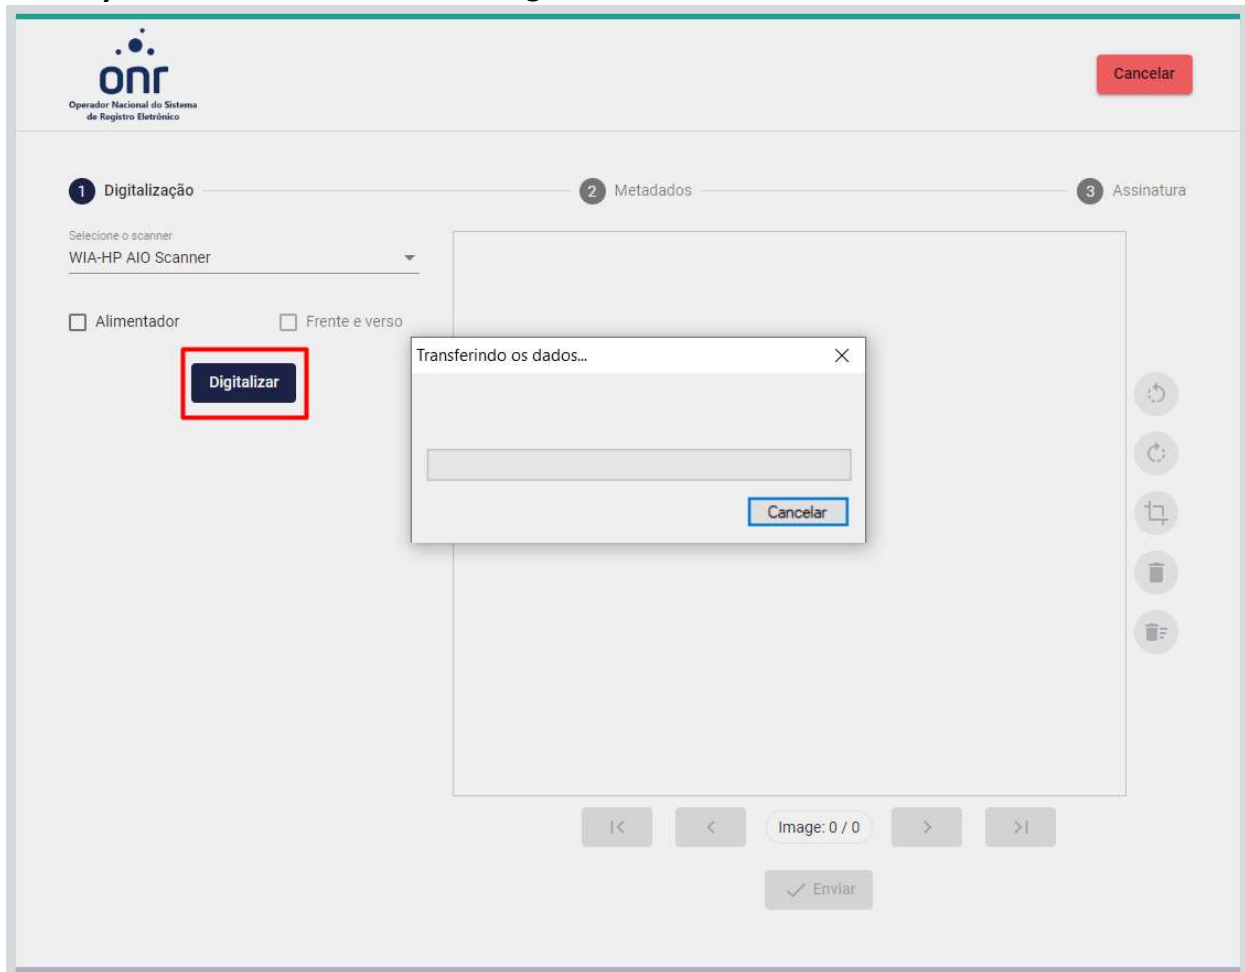 onr
Operador Nacional do Sistema
de Registro Eletrônico
Cancelar
1 Digitalização
2 Metadados
3 Assinatura
Selecione o scanner
WIA-HP AIO Scanner
Alimentador
Frente e verso
Digitalizar
Transferindo os dados...
Cancelar
Image: 0 / 0
Enviar